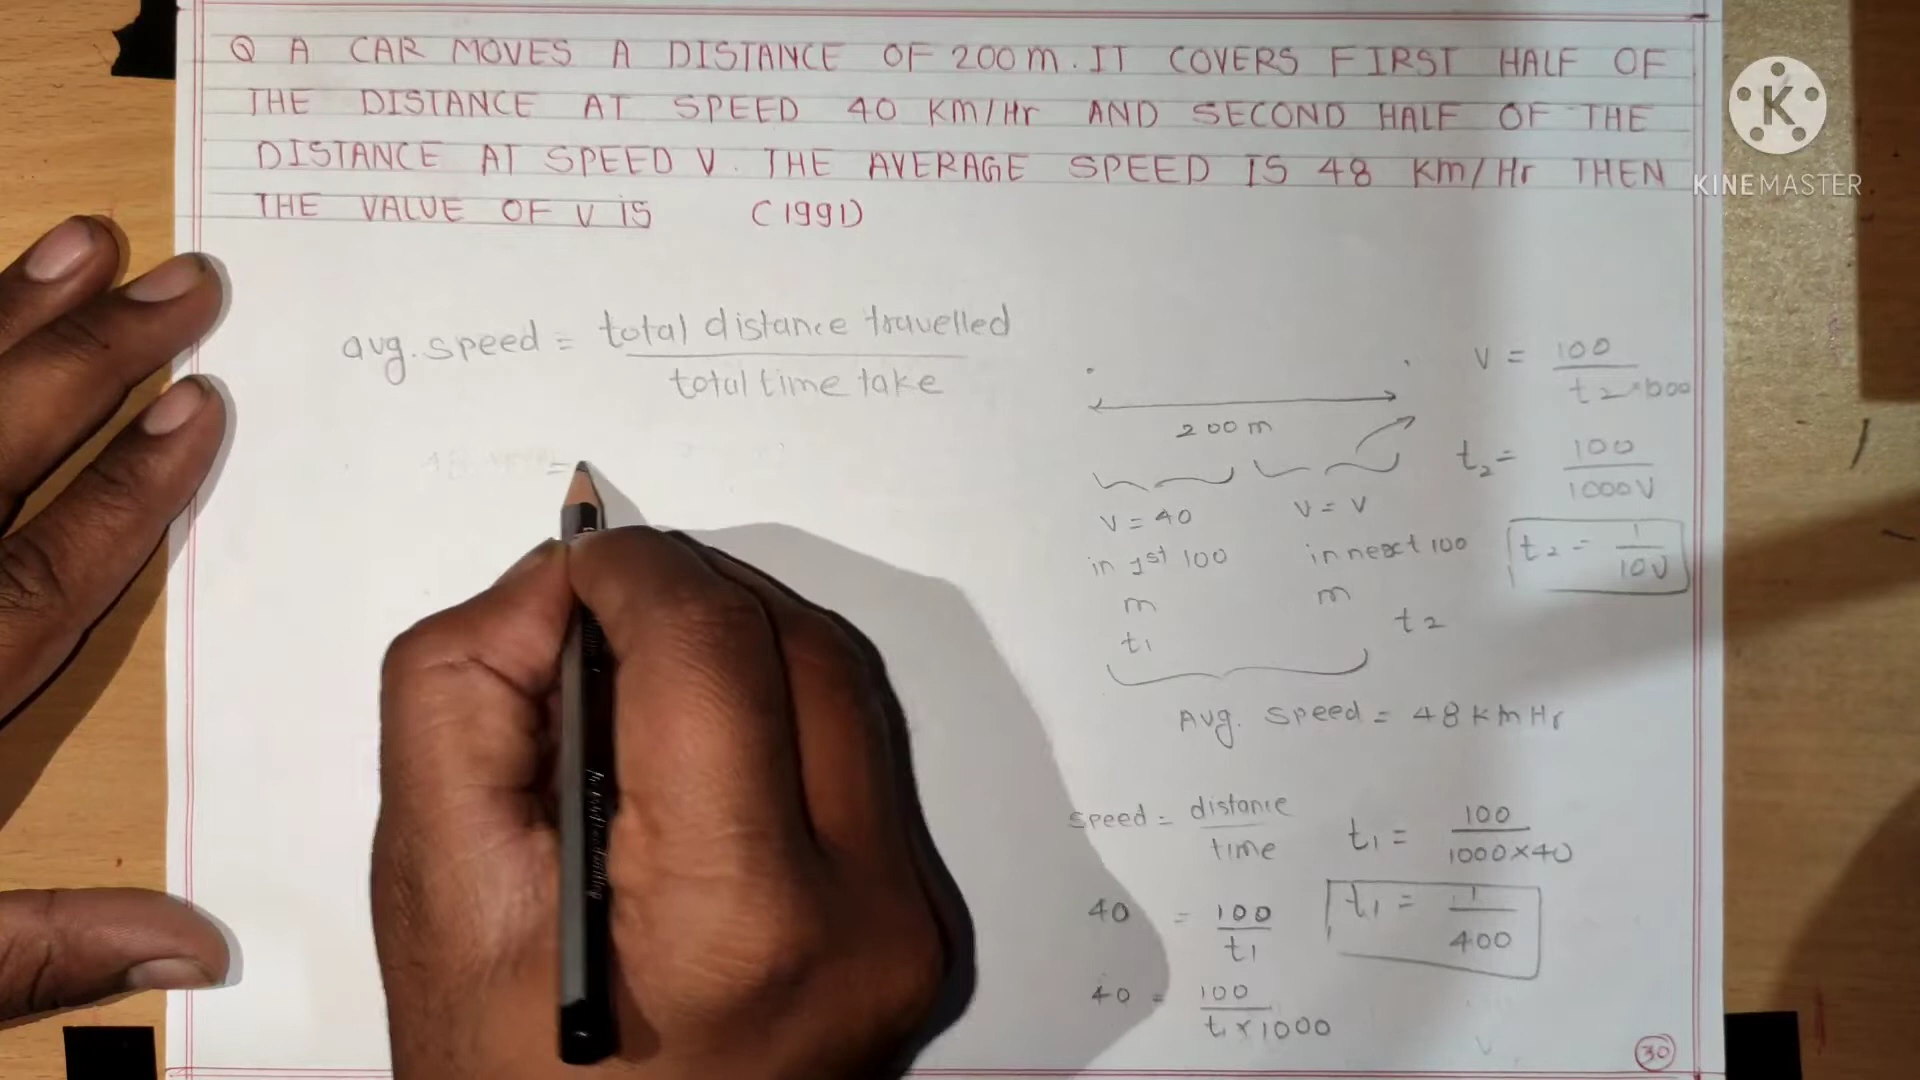 Q A CAR MOVES A DISTANCE OF 200 m. IT COVERS FIRST HALF OF
THE DISTANCE AT SPEED 40 KM/Hr AND SECOND HALF OF THE
DISTANCE AT SPEED V. THE AVERAGE SPEED IS 48 KM/Hr THEN
THE VALUE OF V IS (1991)
K
KINEMASTER
avg. speed = total distance travelled
total time take
=
200 m
V = 40
in 1st 100
m
t1
V = V
in next 100
m
t2
Avg. Speed = 48 KM Hr
V = 100
t2 ×
t2 = 100
1000V
t2 = 1
10V
speed = distance
time
40 = 100
t1
40 = 100
t1 × 1000
t1 = 100
1000×40
t1 = 1
400
30